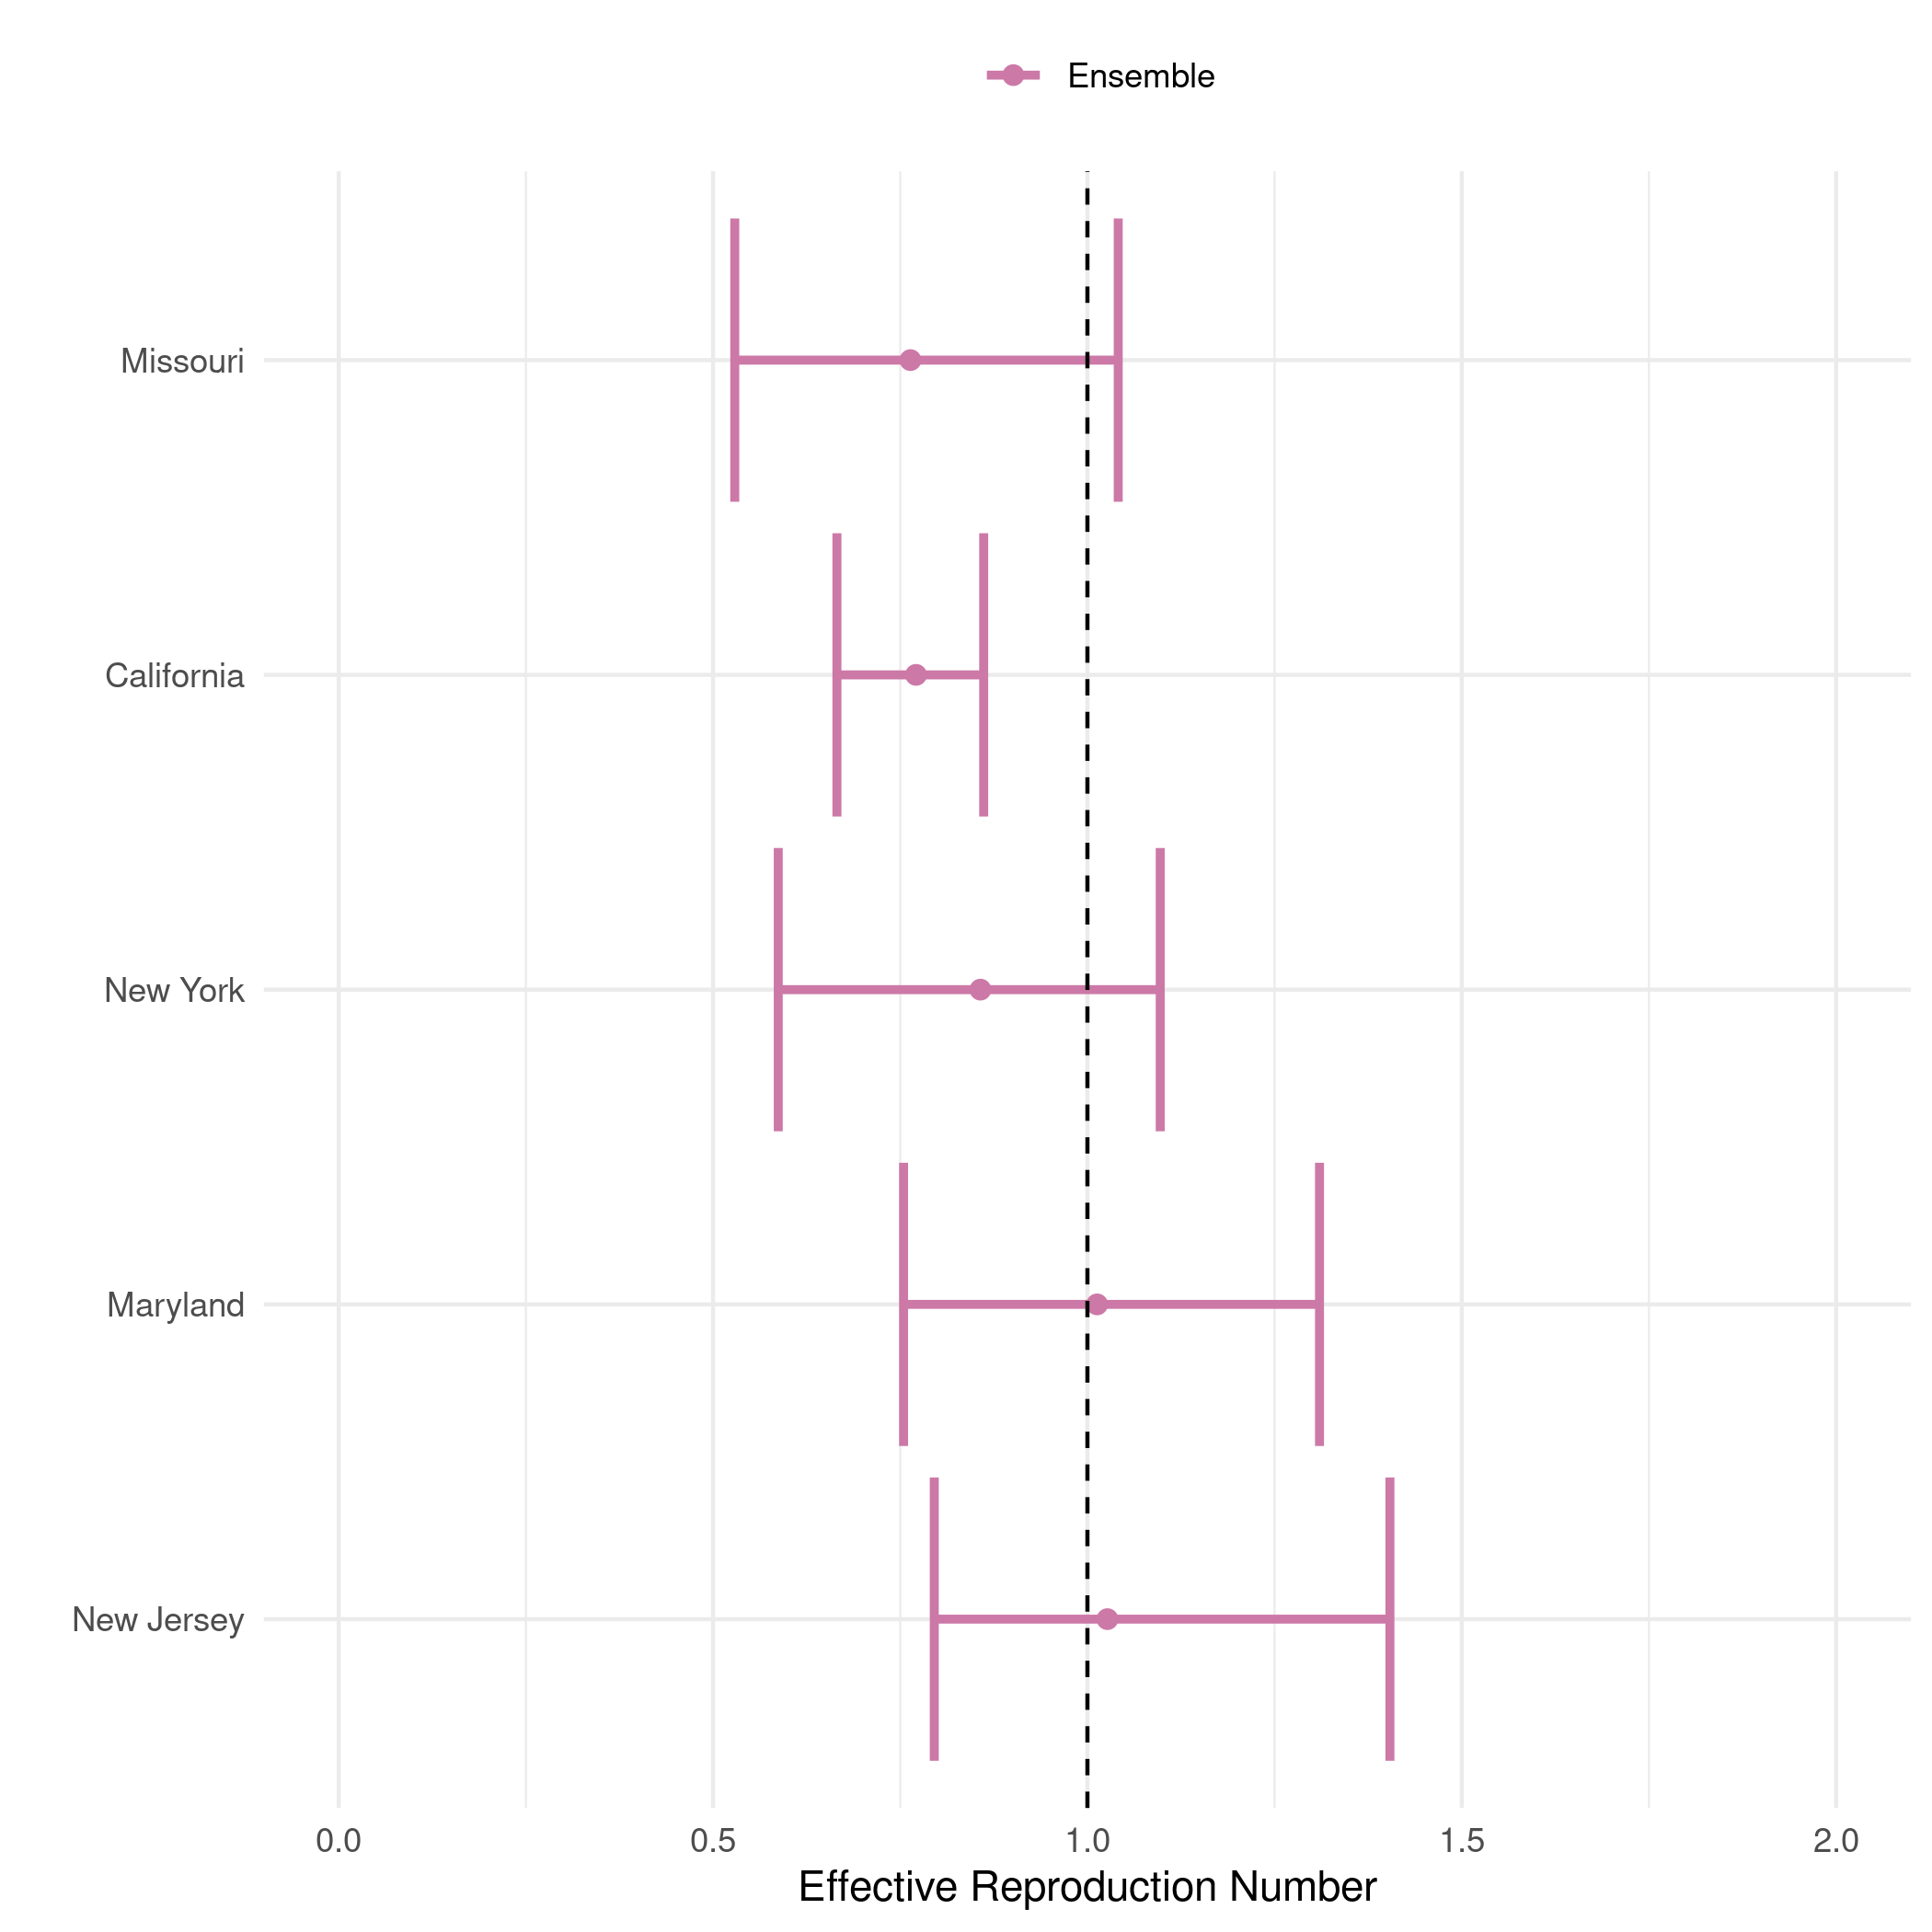 Ensemble
Missouri
California
New York
Maryland
New Jersey
0.0 0.5 1.0 1.5 2.0
Effective Reproduction Number